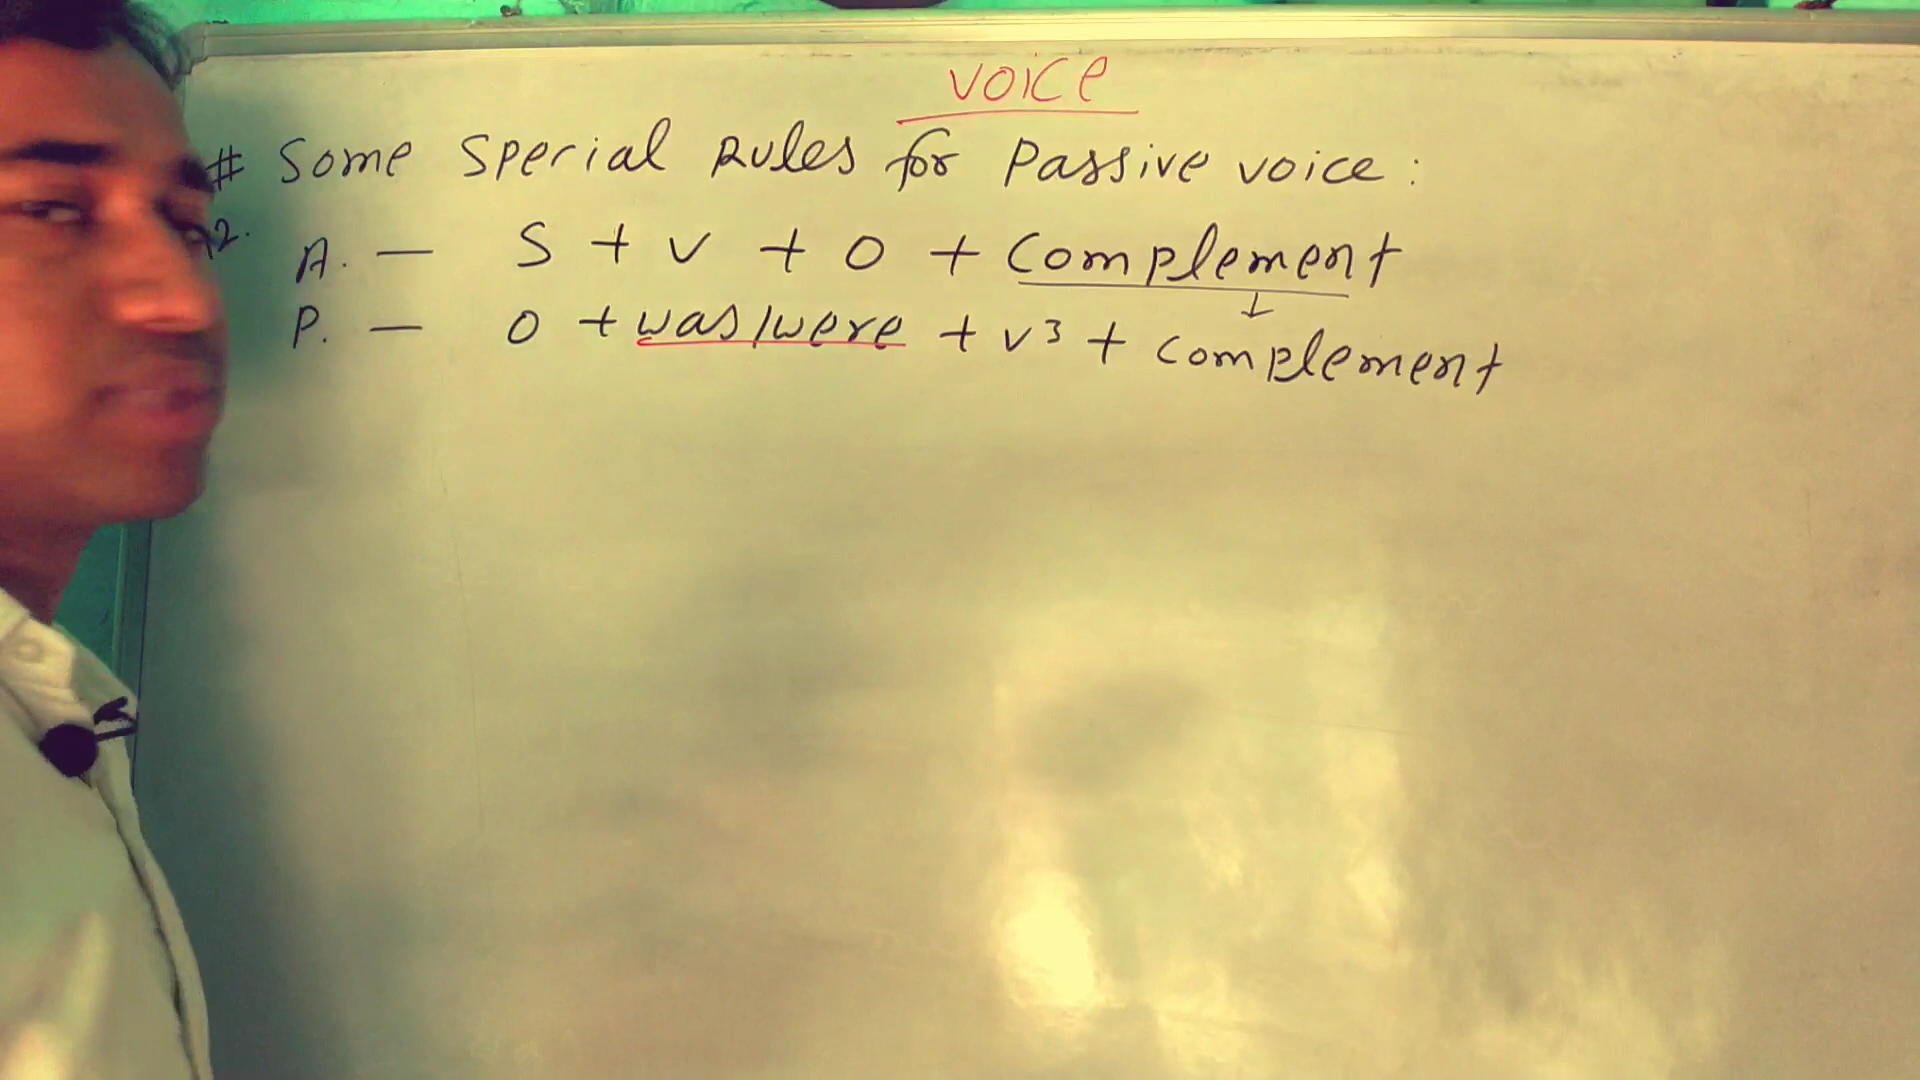 VOICE
# Some Special Rules for Passive voice :
2. A. — S + V + O + Complement
↓
P. — O + was/were + V3 + Complement